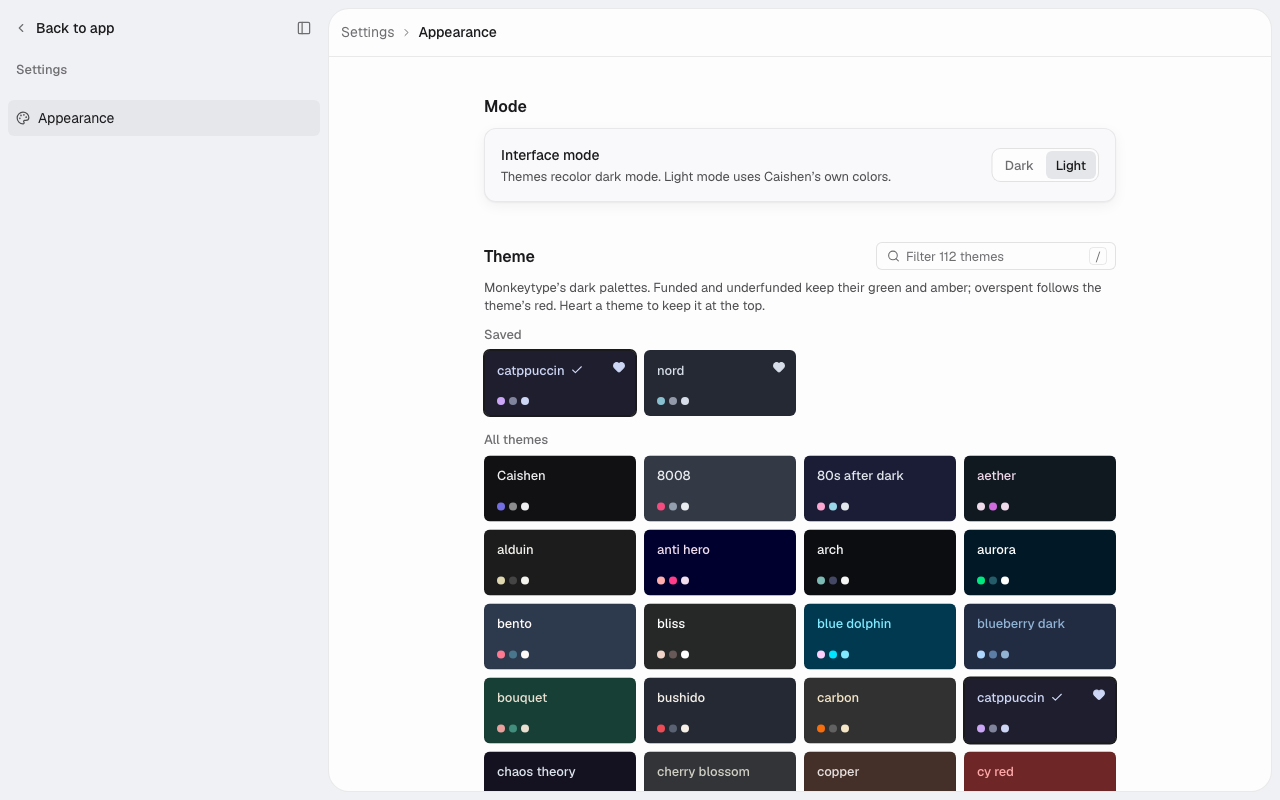 Back to app
Settings
Appearance
Settings > Appearance
Mode
Interface mode
Themes recolor dark mode. Light mode uses Caishen's own colors.
Dark
Light
Theme
Filter 112 themes
/
Monkeytype's dark palettes. Funded and underfunded keep their green and amber; overspent follows the
theme's red. Heart a theme to keep it at the top.
Saved
catppuccin
nord
All themes
Caishen
8008
80s after dark
aether
alduin
anti hero
arch
aurora
bento
bliss
blue dolphin
blueberry dark
bouquet
bushido
carbon
catppuccin
chaos theory
cherry blossom
copper
cy red